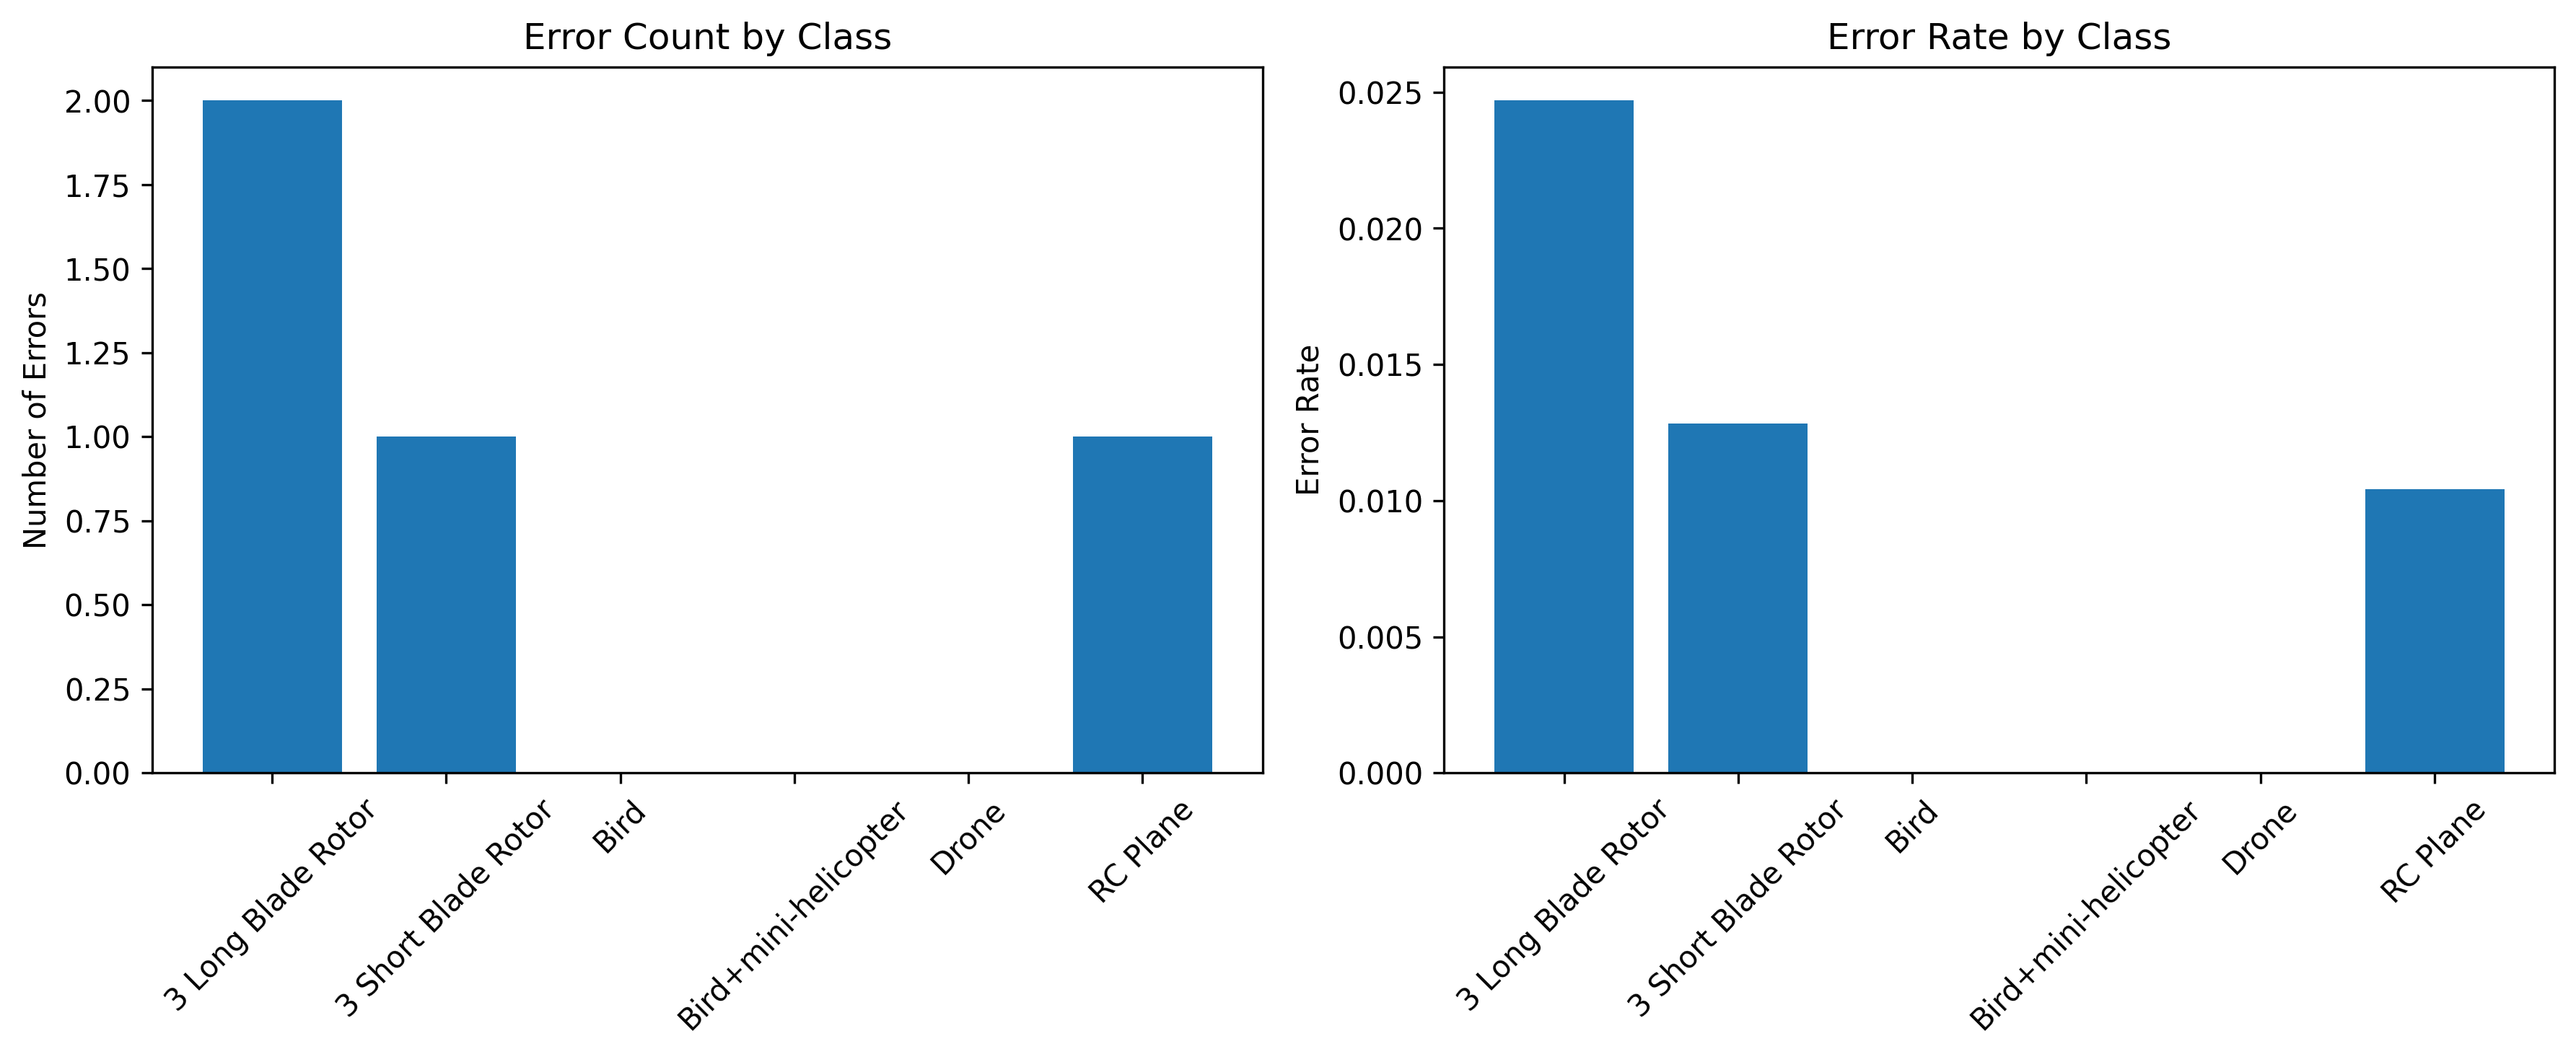 Error Count by Class
Number of Errors
2.00
1.75
1.50
1.25
1.00
0.75
0.50
0.25
0.00
3 Long Blade Rotor
3 Short Blade Rotor
Bird
Bird+mini-helicopter
Drone
RC Plane
Error Rate by Class
Error Rate
0.025
0.020
0.015
0.010
0.005
0.000
3 Long Blade Rotor
3 Short Blade Rotor
Bird
Bird+mini-helicopter
Drone
RC Plane